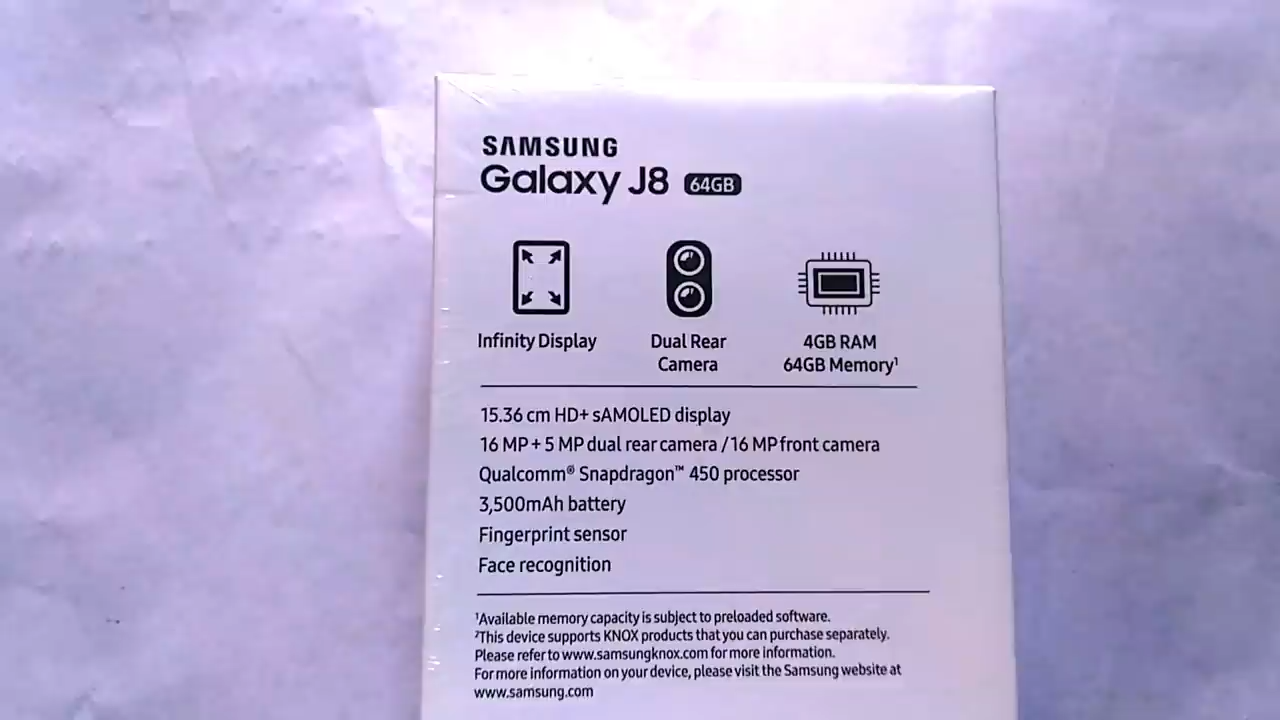 SAMSUNG
Galaxy J8 64GB
Infinity Display
Dual Rear
Camera
4GB RAM
64GB Memory¹
15.36 cm HD+ sAMOLED display
16 MP + 5 MP dual rear camera / 16 MP front camera
Qualcomm® Snapdragon™ 450 processor
3,500mAh battery
Fingerprint sensor
Face recognition
¹Available memory capacity is subject to preloaded software.
²This device supports KNOX products that you can purchase separately.
Please refer to www.samsungknox.com for more information.
For more information on your device, please visit the Samsung website at
www.samsung.com